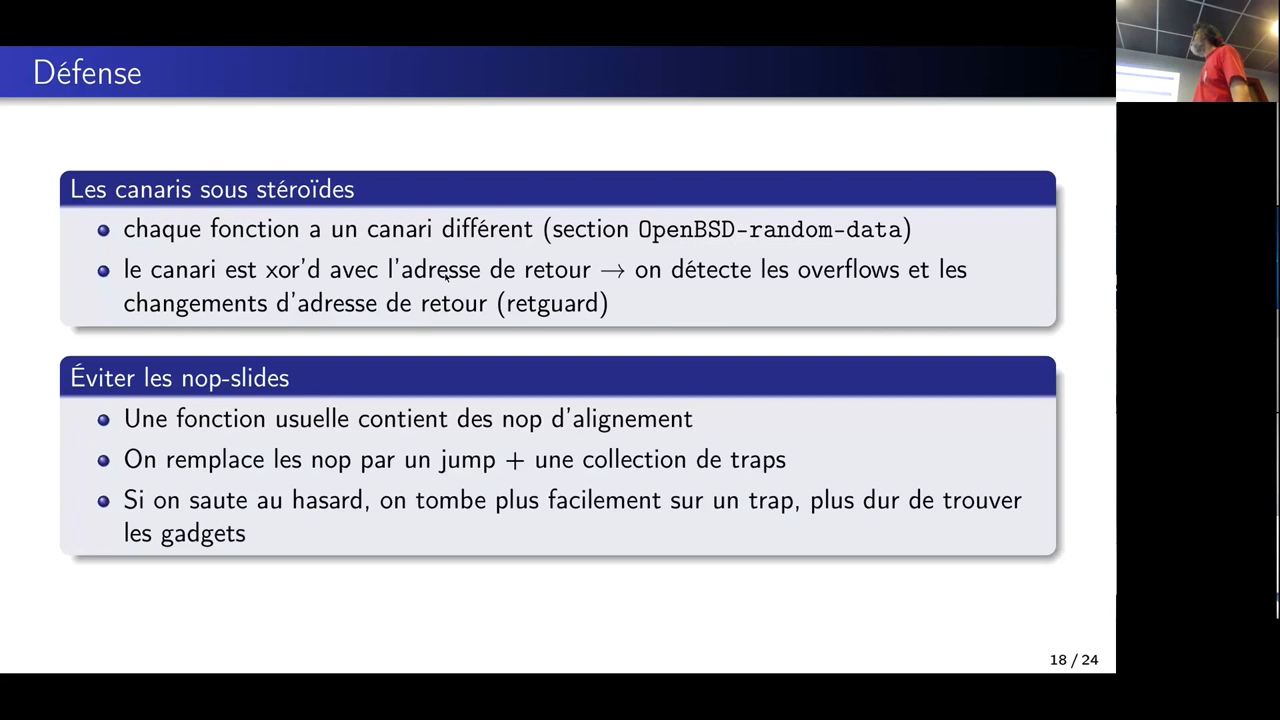 Défense
Les canaris sous stéroïdes
chaque fonction a un canari différent (section OpenBSD-random-data)
le canari est xor'd avec l'adresse de retour → on détecte les overflows et les
changements d'adresse de retour (retguard)
Éviter les nop-slides
Une fonction usuelle contient des nop d'alignement
On remplace les nop par un jump + une collection de traps
Si on saute au hasard, on tombe plus facilement sur un trap, plus dur de trouver
les gadgets
18 / 24